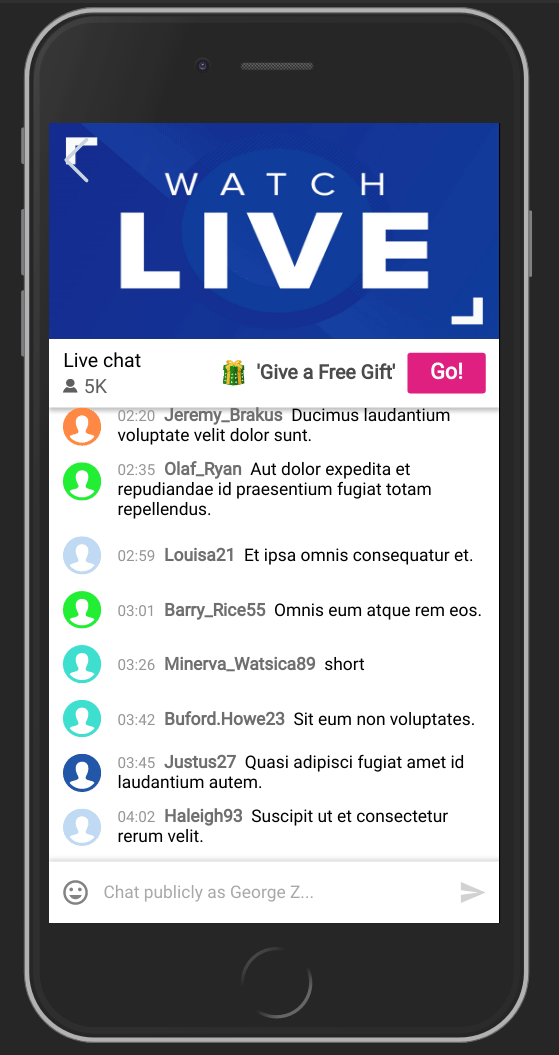 WATCH
LIVE
Live chat
5K
'Give a Free Gift'
Go!
02:20 Jeremy_Brakus Ducimus laudantium
voluptate velit dolor sunt.
02:35 Olaf_Ryan Aut dolor expedita et
repudiandae id praesentium fugiat totam
repellendus.
02:59 Louisa21 Et ipsa omnis consequatur et.
03:01 Barry_Rice55 Omnis eum atque rem eos.
03:26 Minerva_Watsica89 short
03:42 Buford.Howe23 Sit eum non voluptates.
03:45 Justus27 Quasi adipisci fugiat amet id
laudantium autem.
04:02 Haleigh93 Suscipit ut et consectetur
rerum velit.
Chat publicly as George Z...